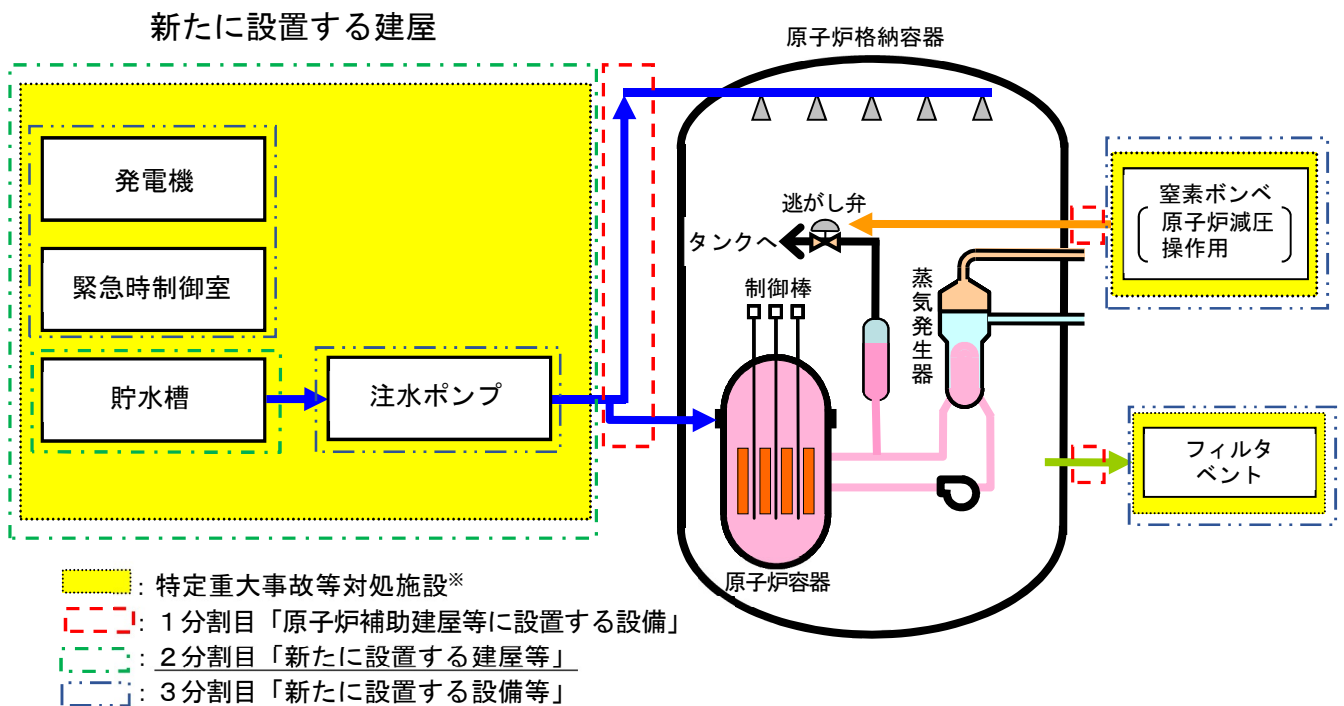 新たに設置する建屋
発電機
緊急時制御室
貯水槽
注水ポンプ
原子炉格納容器
逃がし弁
タンクへ
制御棒
蒸気発生器
原子炉容器
窒素ボンベ
原子炉減圧
操作用
フィルタ
ベント
：特定重大事故等対処施設※
：１分割目「原子炉補助建屋等に設置する設備」
：２分割目「新たに設置する建屋等」
：３分割目「新たに設置する設備等」